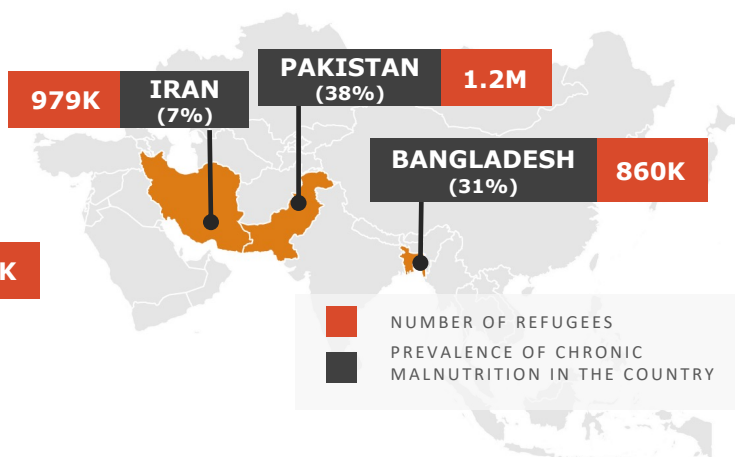 PAKISTAN
(38%)
1.2M
979K
IRAN
(7%)
BANGLADESH
(31%)
860K
K
NUMBER OF REFUGEES
PREVALENCE OF CHRONIC
MALNUTRITION IN THE COUNTRY